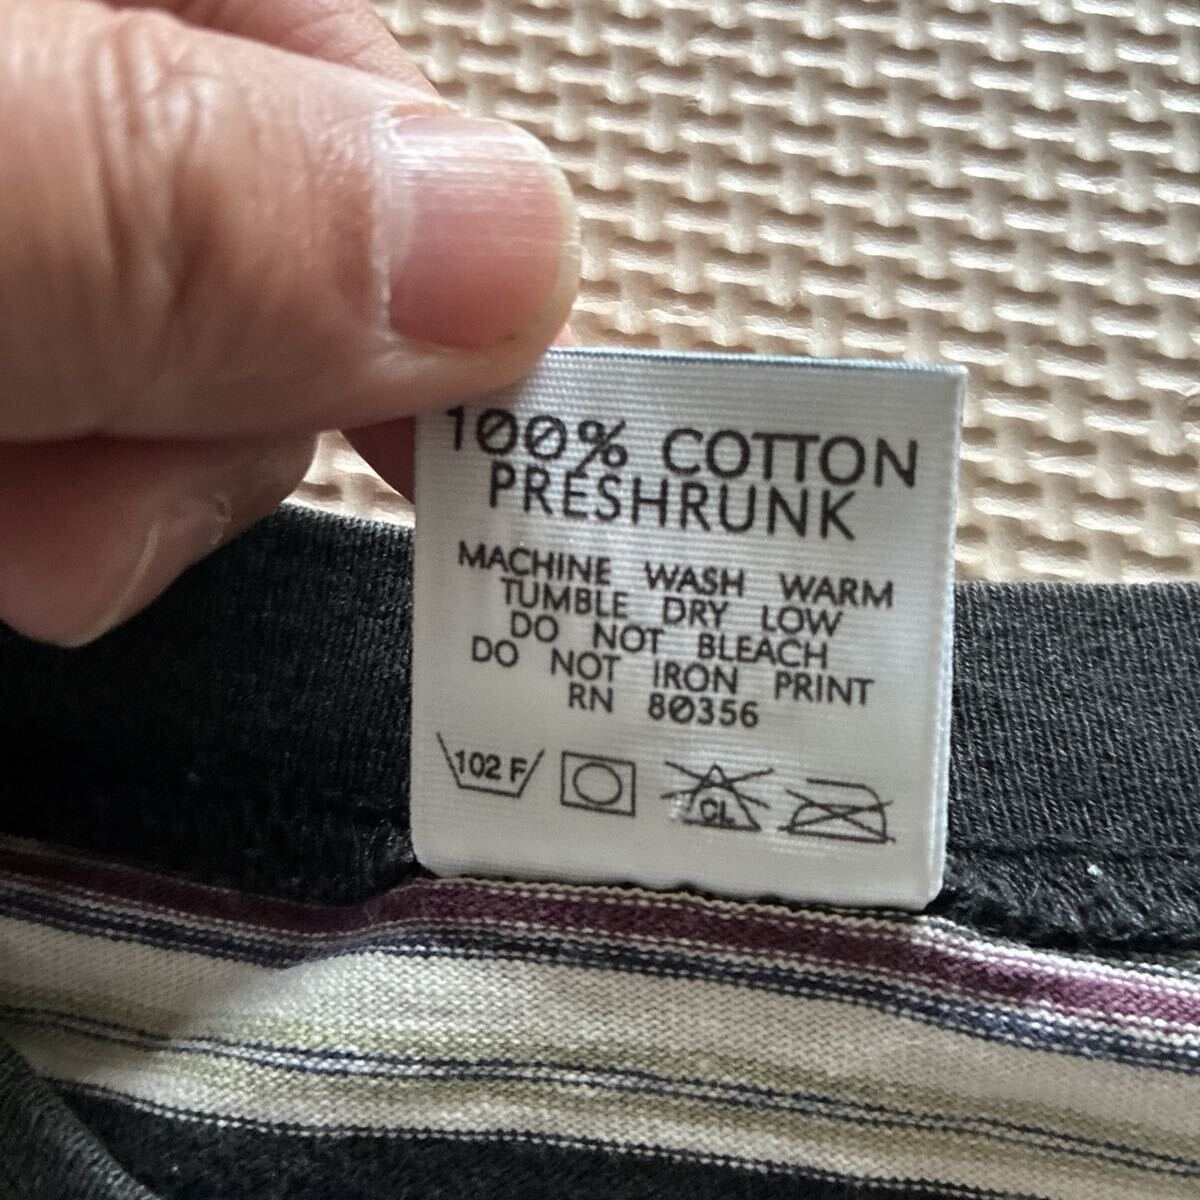 100% COTTON
PRESHRUNK
MACHINE WASH WARM
TUMBLE DRY LOW
DO NOT BLEACH
DO NOT IRON PRINT
RN 80356
102 F
CL